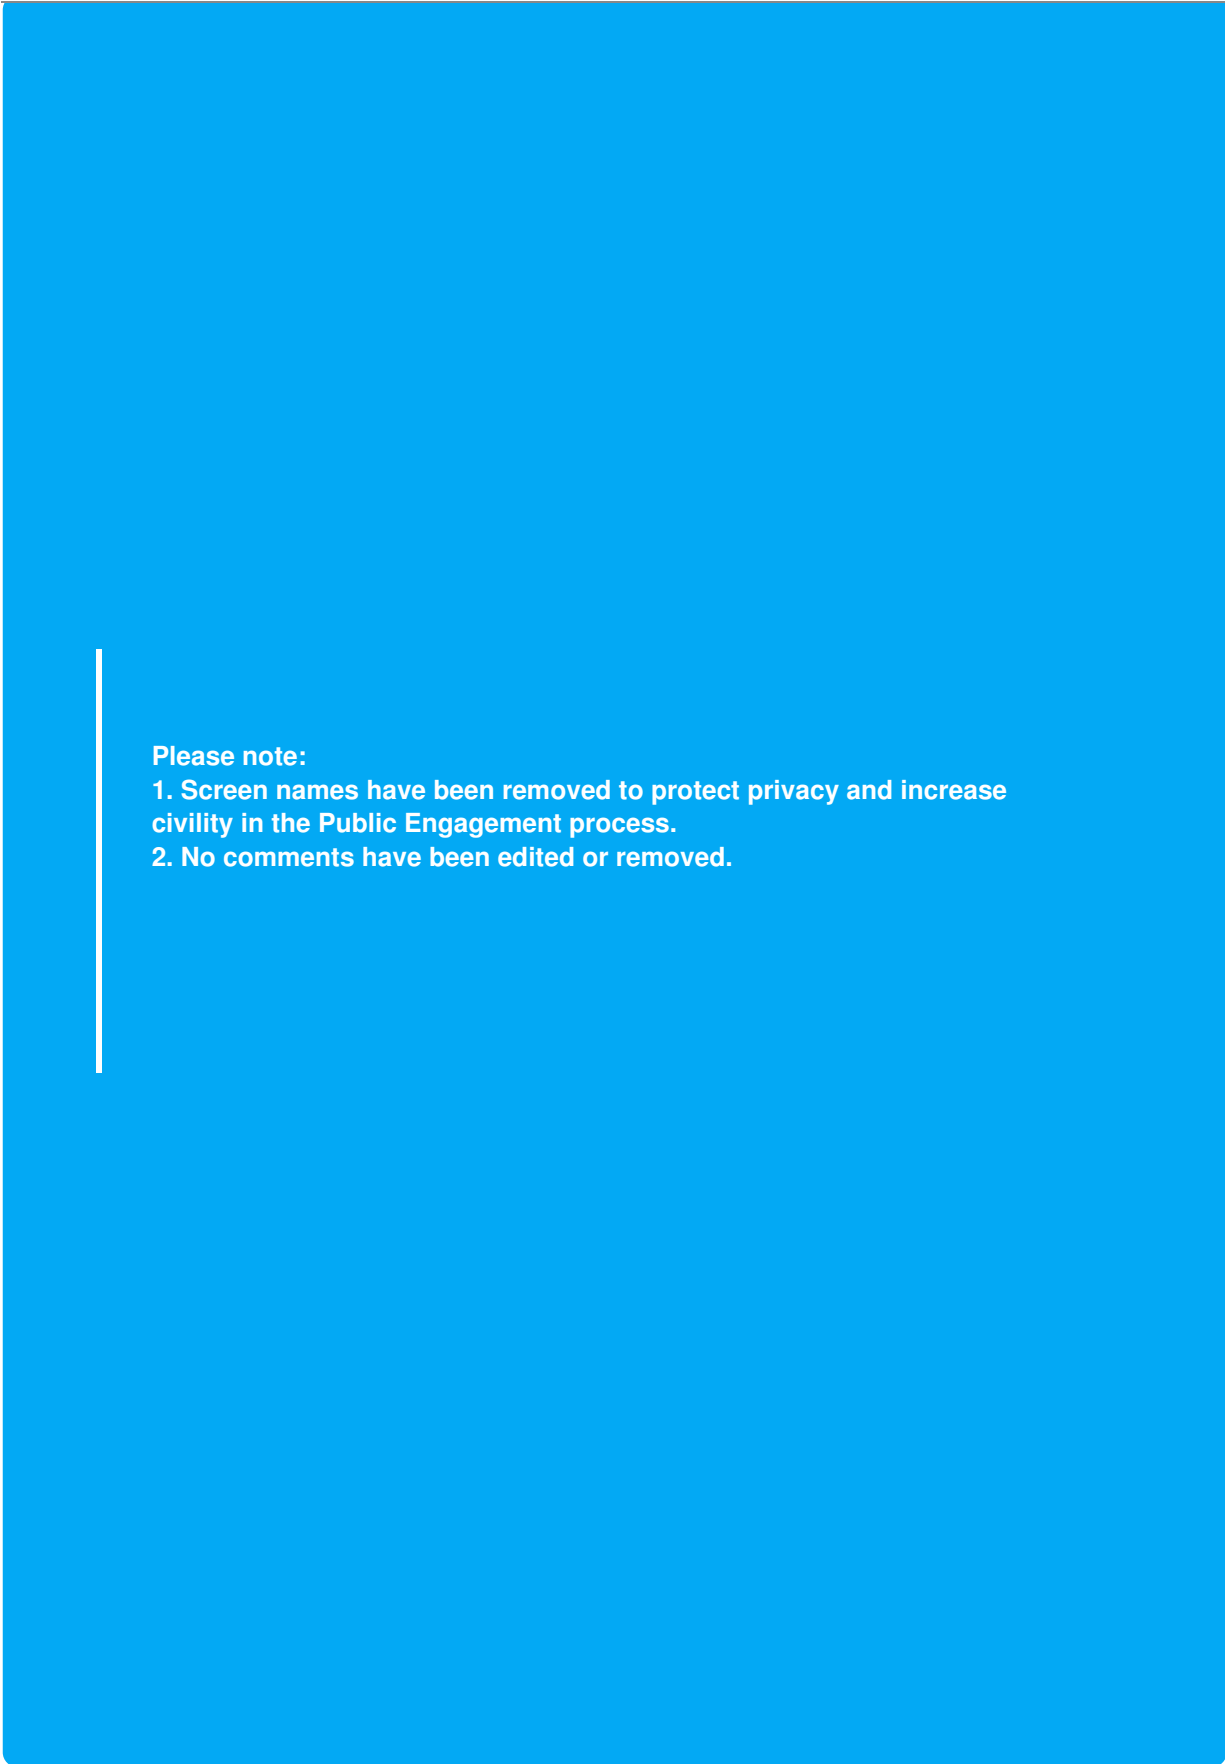 Please note:
1. Screen names have been removed to protect privacy and increase
civility in the Public Engagement process.
2. No comments have been edited or removed.